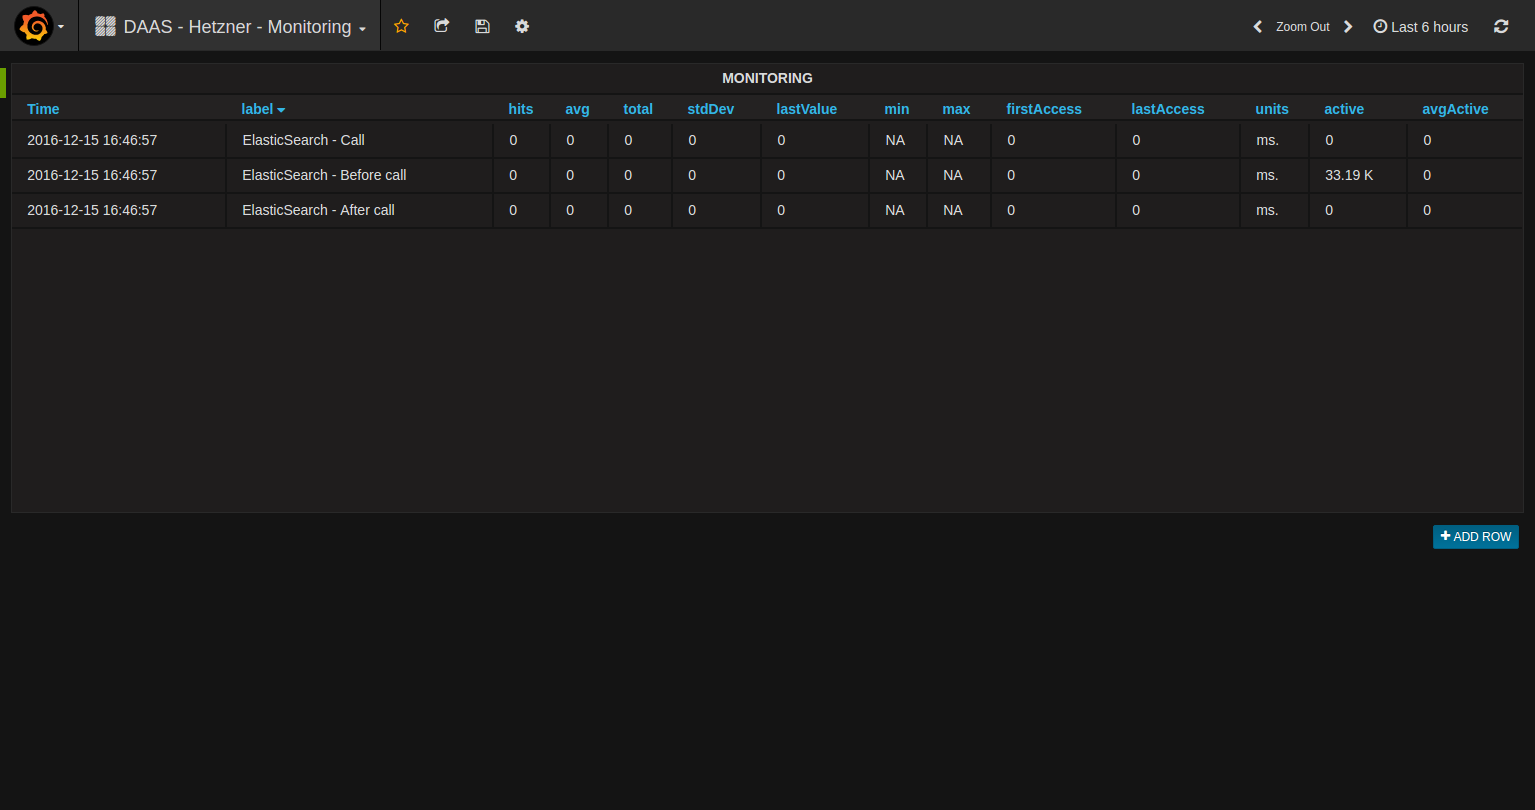 DAAS - Hetzner - Monitoring Zoom Out Last 6 hours
MONITORING
Time label hits avg total stdDev lastValue min max firstAccess lastAccess units active avgActive
2016-12-15 16:46:57 ElasticSearch - Call 0 0 0 0 0 NA NA 0 0 ms. 0 0
2016-12-15 16:46:57 ElasticSearch - Before call 0 0 0 0 0 NA NA 0 0 ms. 33.19 K 0
2016-12-15 16:46:57 ElasticSearch - After call 0 0 0 0 0 NA NA 0 0 ms. 0 0
ADD ROW